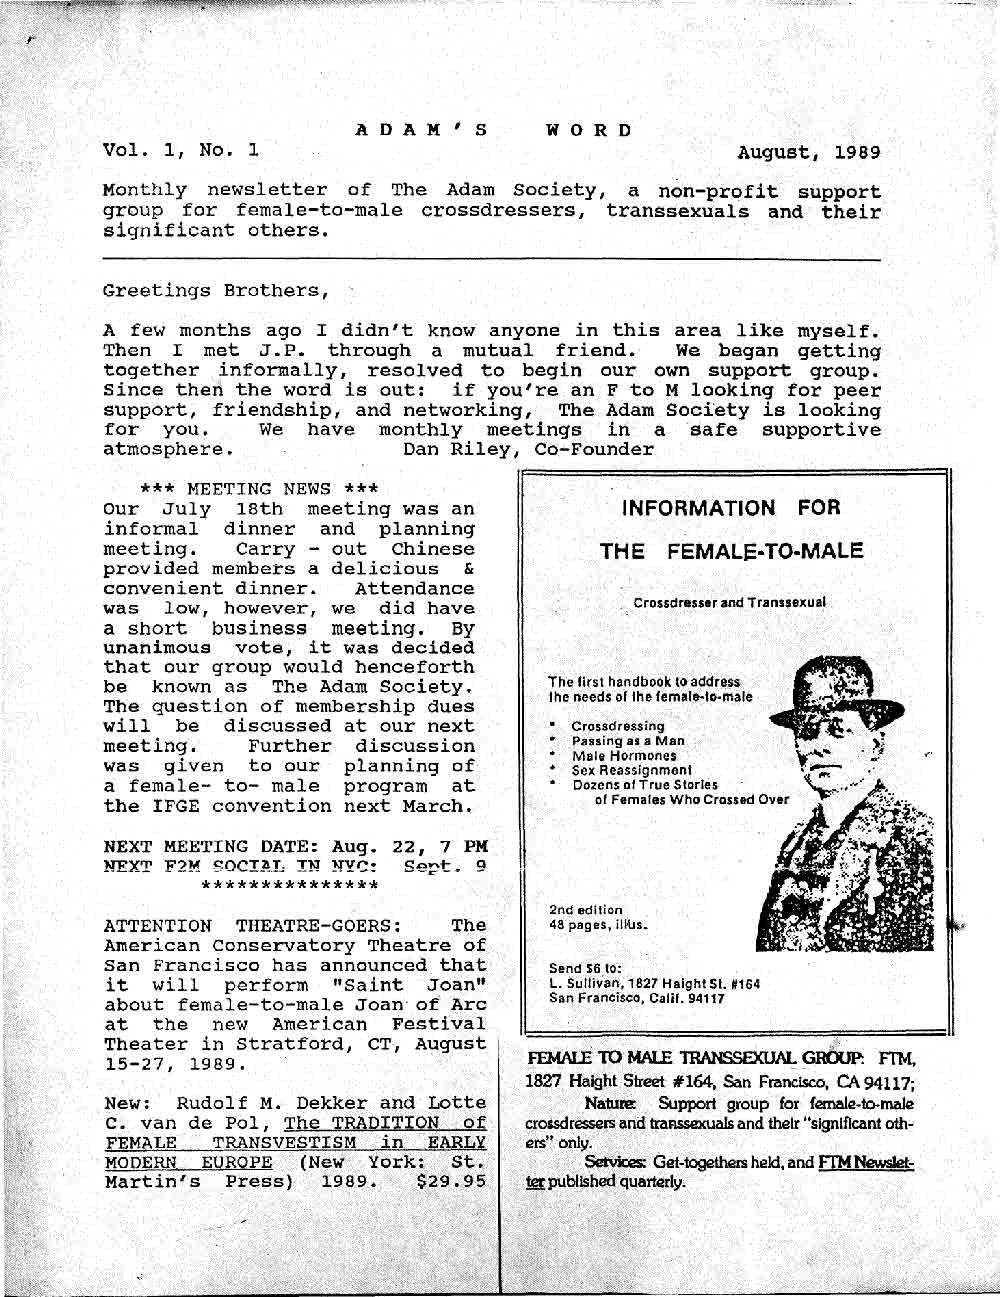 ADAM'S WORD
Vol. 1, No. 1 August, 1989
Monthly newsletter of The Adam Society, a non-profit support
group for female-to-male crossdressers, transsexuals and their
significant others.
Greetings Brothers,
A few months ago I didn't know anyone in this area like myself.
Then I met J.P. through a mutual friend. We began getting
together informally, resolved to begin our own support group.
Since then the word is out: if you're an F to M looking for peer
support, friendship, and networking, The Adam Society is looking
for you. We have monthly meetings in a safe supportive
atmosphere. Dan Riley, Co-Founder
*** MEETING NEWS ***
Our July 18th meeting was an
informal dinner and planning
meeting. Carry - out Chinese
provided members a delicious &
convenient dinner. Attendance
was low, however, we did have
a short business meeting. By
unanimous vote, it was decided
that our group would henceforth
be known as The Adam Society.
The question of membership dues
will be discussed at our next
meeting. Further discussion
was given to our planning of
a female- to- male program at
the IFGE convention next March.
NEXT MEETING DATE: Aug. 22, 7 PM
NEXT F2M SOCIAL IN NYC: Sept. 9
***************
ATTENTION THEATRE-GOERS: The
American Conservatory Theatre of
San Francisco has announced that
it will perform "Saint Joan"
about female-to-male Joan of Arc
at the new American Festival
Theater in Stratford, CT, August
15-27, 1989.
New: Rudolf M. Dekker and Lotte
C. van de Pol, The TRADITION of
FEMALE TRANSVESTISM in EARLY
MODERN EUROPE (New York: St.
Martin's Press) 1989. $29.95
INFORMATION FOR
THE FEMALE-TO-MALE
Crossdresser and Transsexual
The first handbook to address
the needs of the female-to-male
* Crossdressing
* Passing as a Man
* Male Hormones
* Sex Reassignment
* Dozens of True Stories
of Females Who Crossed Over
2nd edition
48 pages, illus.
Send $6 to:
L. Sullivan, 1827 Haight St. #164
San Francisco, Calif. 94117
FEMALE TO MALE TRANSSEXUAL GROUP: FTM,
1827 Haight Street #164, San Francisco, CA 94117;
Nature: Support group for female-to-male
crossdressers and transsexuals and their "significant oth-
ers" only.
Services: Get-togethers held, and FTM Newslet-
ter published quarterly.